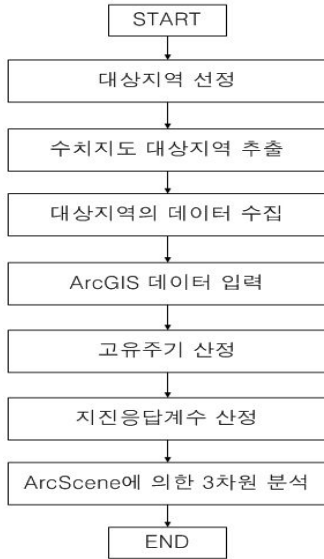 START
대상지역 선정
수치지도 대상지역 추출
대상지역의 데이터 수집
ArcGIS 데이터 입력
고유주기 산정
지진응답계수 산정
ArcScene에 의한 3차원 분석
END